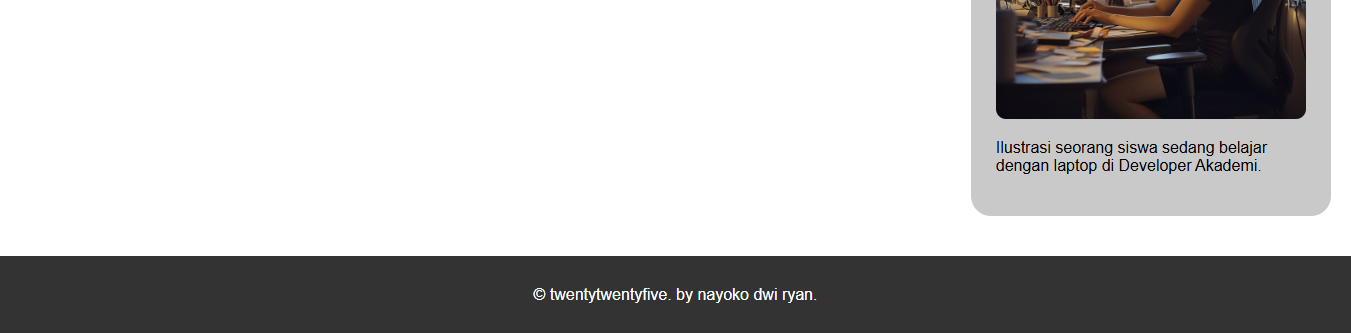 Ilustrasi seorang siswa sedang belajar
dengan laptop di Developer Akademi.
© twentytwentyfive. by nayoko dwi ryan.